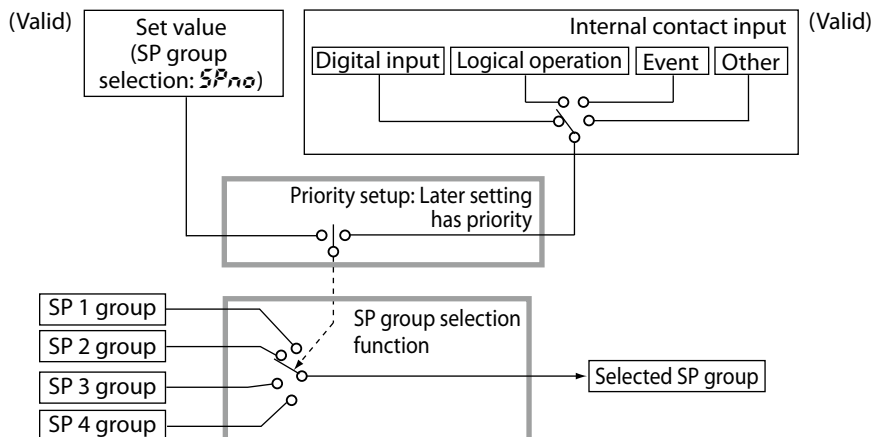 (Valid)
Set value
(SP group
selection: SPno)
Internal contact input
(Valid)
Digital input
Logical operation
Event
Other
Priority setup: Later setting
has priority
SP 1 group
SP 2 group
SP 3 group
SP 4 group
SP group selection
function
Selected SP group